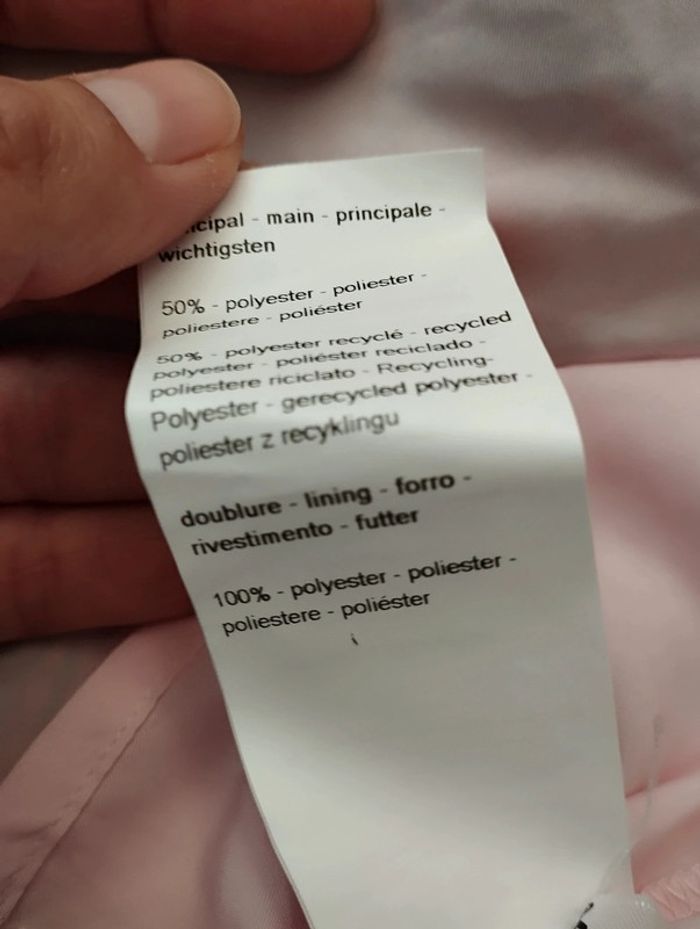 - main - principale -
wichtigsten
50% - polyester - poliester -
poliestere - poliéster
50% - polyester recyclé - recycled
polyester - poliéster reciclado -
poliestere riciclato - Recycling-
Polyester - gerecycled polyester -
poliester z recyklingu
doublure - lining - forro -
rivestimento - futter
100% - polyester - poliester -
poliestere - poliéster